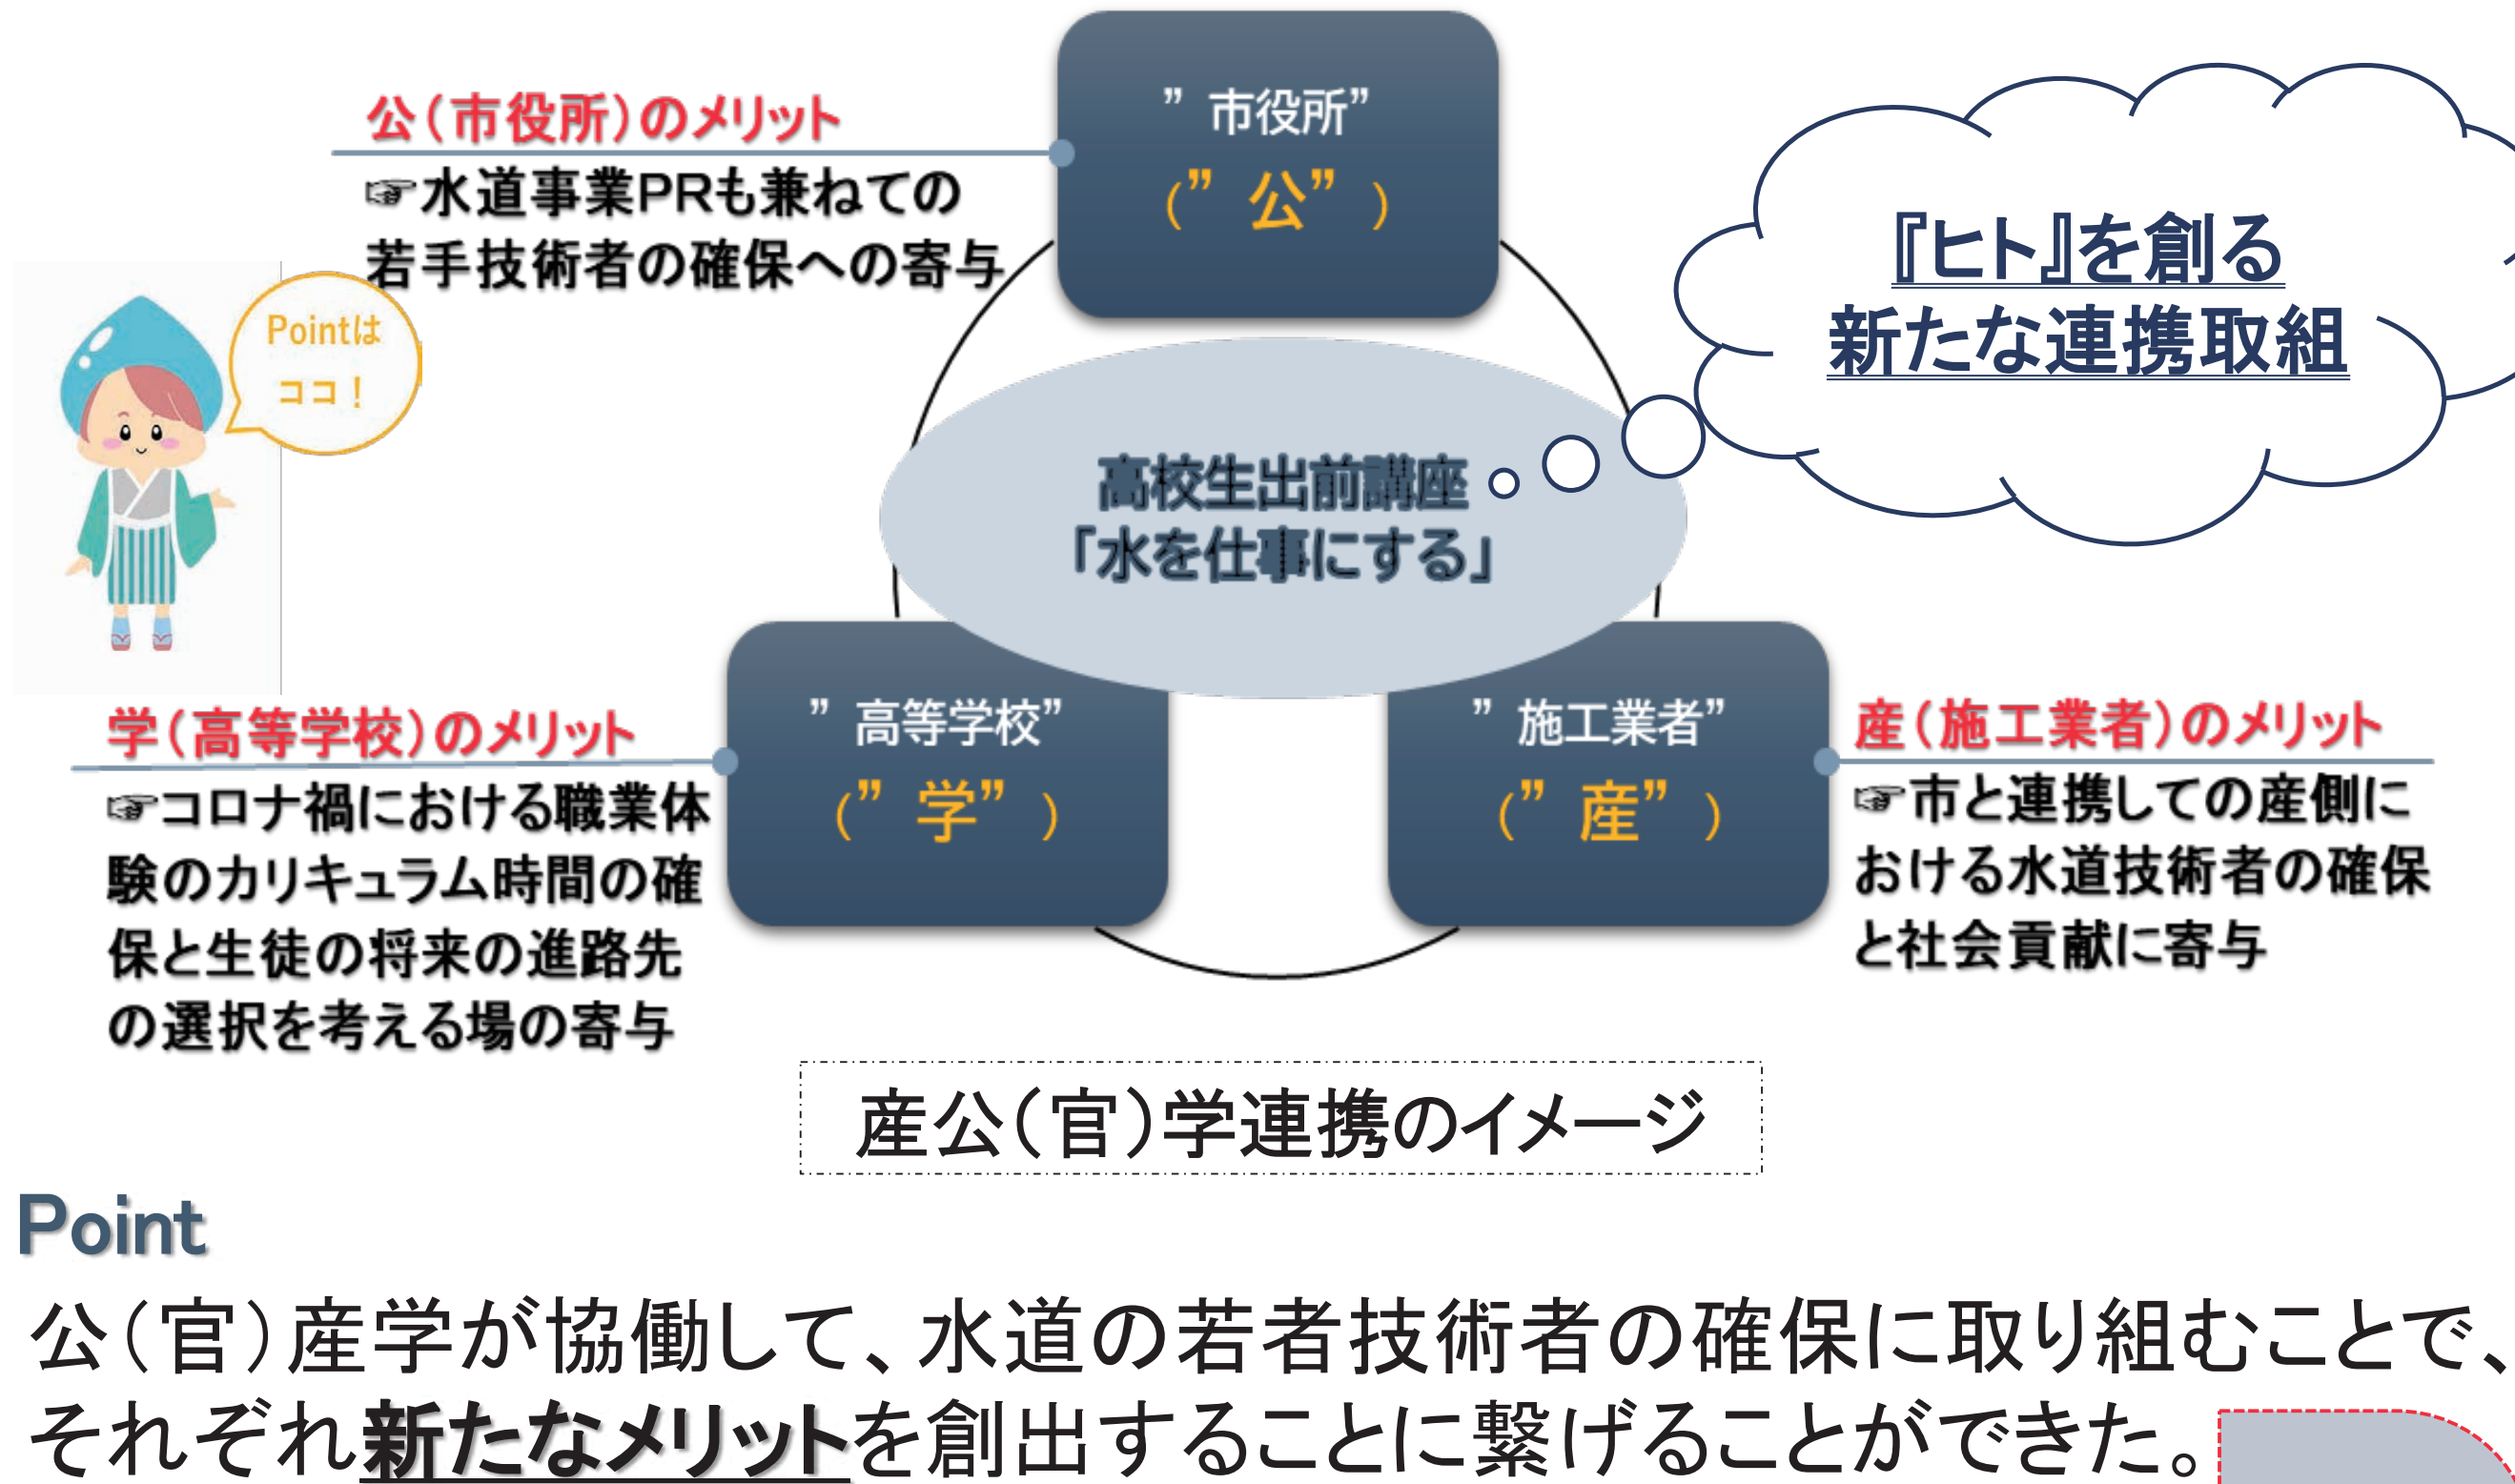 ”市役所”
（”公”）
公（市役所）のメリット
☞水道事業PRも兼ねての
若手技術者の確保への寄与
『ヒト』を創る
新たな連携取組
Pointは
ココ！
高校生出前講座
「水を仕事にする」
学（高等学校）のメリット
☞コロナ禍における職業体
験のカリキュラム時間の確
保と生徒の将来の進路先
の選択を考える場の寄与
”高等学校”
（”学”）
”施工業者”
（”産”）
産（施工業者）のメリット
☞市と連携しての産側に
おける水道技術者の確保
と社会貢献に寄与
産公（官）学連携のイメージ
Point
公（官）産学が協働して、水道の若者技術者の確保に取り組むことで、
それぞれ新たなメリットを創出することに繋げることができた。